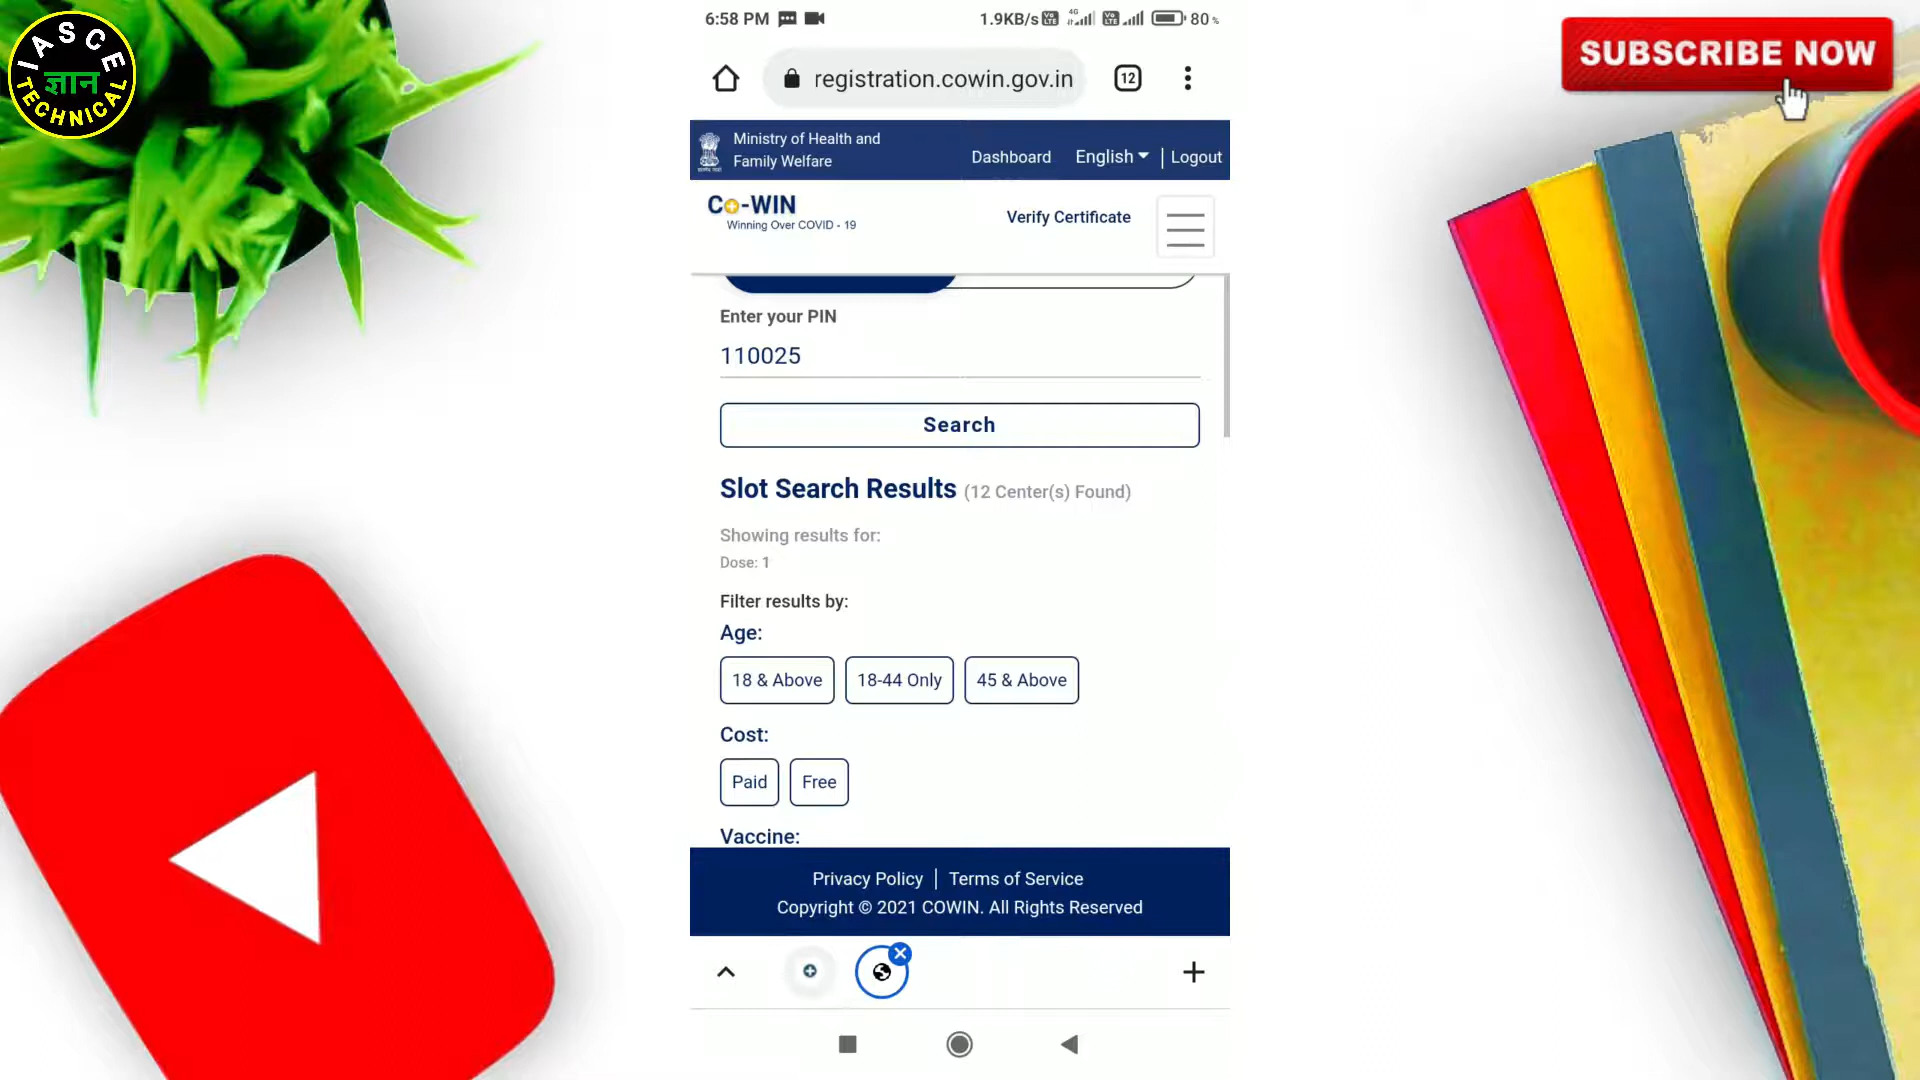 IASCE
ज्ञान
TECHNICAL
SUBSCRIBE NOW
6:58 PM
1.9KB/s
4G
80%
registration.cowin.gov.in
12
Ministry of Health and
Family Welfare
Dashboard
English
Logout
Co-WIN
Winning Over COVID - 19
Verify Certificate
Enter your PIN
110025
Search
Slot Search Results (12 Center(s) Found)
Showing results for:
Dose: 1
Filter results by:
Age:
18 & Above
18-44 Only
45 & Above
Cost:
Paid
Free
Vaccine:
Privacy Policy | Terms of Service
Copyright © 2021 COWIN. All Rights Reserved